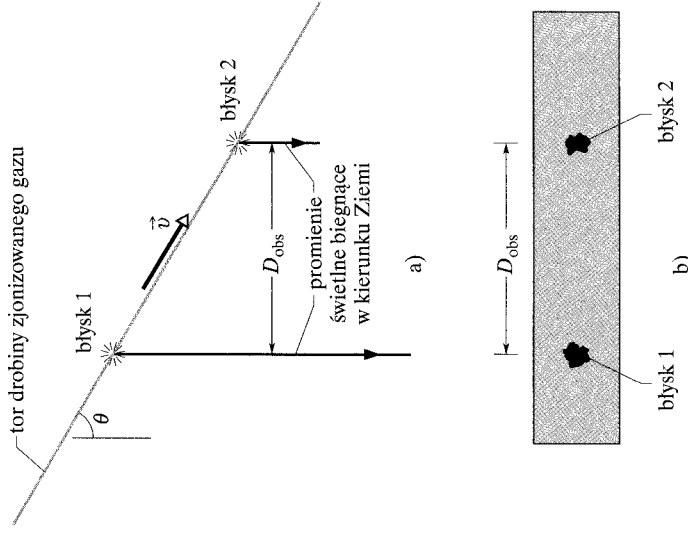 tor drobiny zjonizowanego gazu
błysk 1
θ
v
błysk 2
D_obs
promienie
świetlne biegnące
w kierunku Ziemi
a)
D_obs
błysk 1
błysk 2
b)